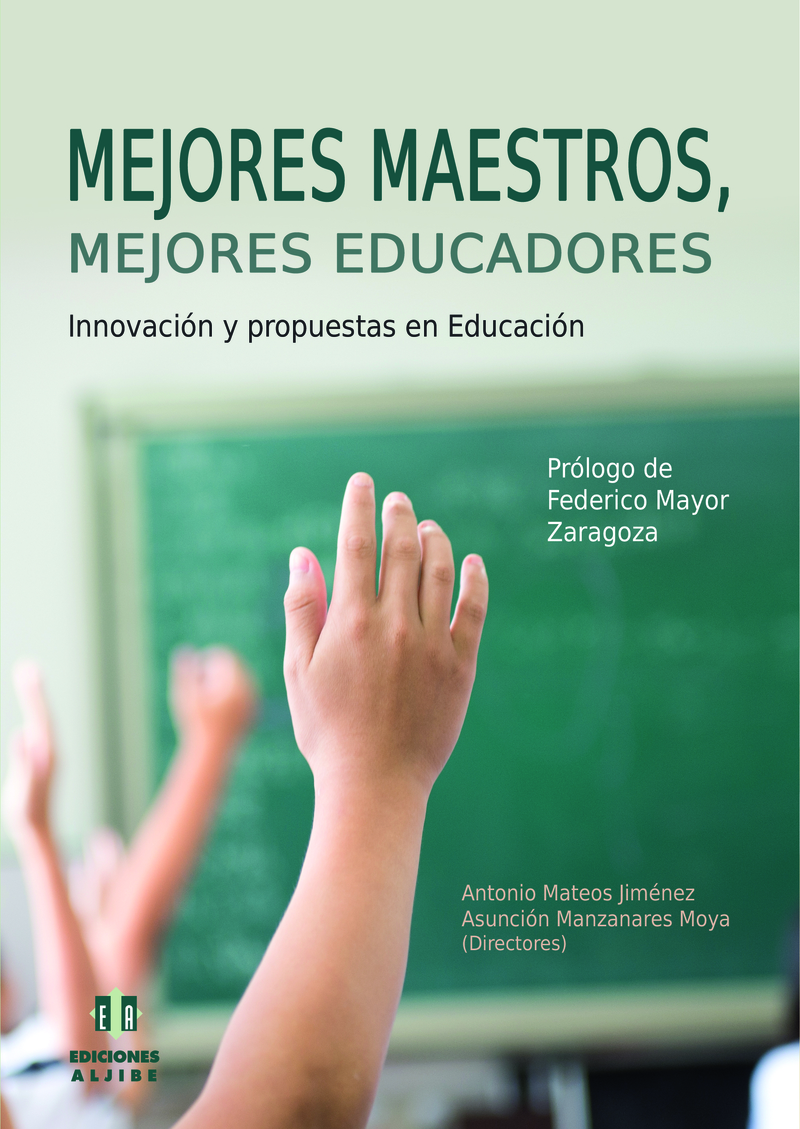 MEJORES MAESTROS,
MEJORES EDUCADORES
Innovación y propuestas en Educación
Prólogo de
Federico Mayor
Zaragoza
Antonio Mateos Jiménez
Asunción Manzanares Moya
(Directores)
E A
EDICIONES
ALJIBE